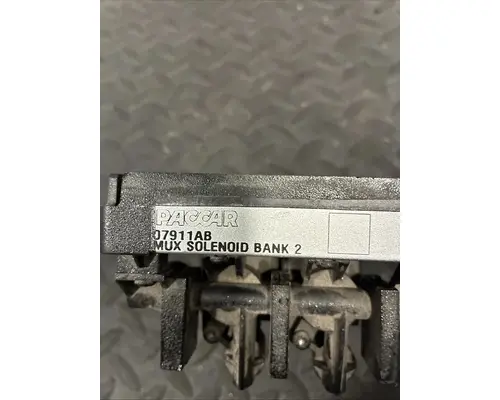 PACCAR
07911AB
MUX SOLENOID BANK 2